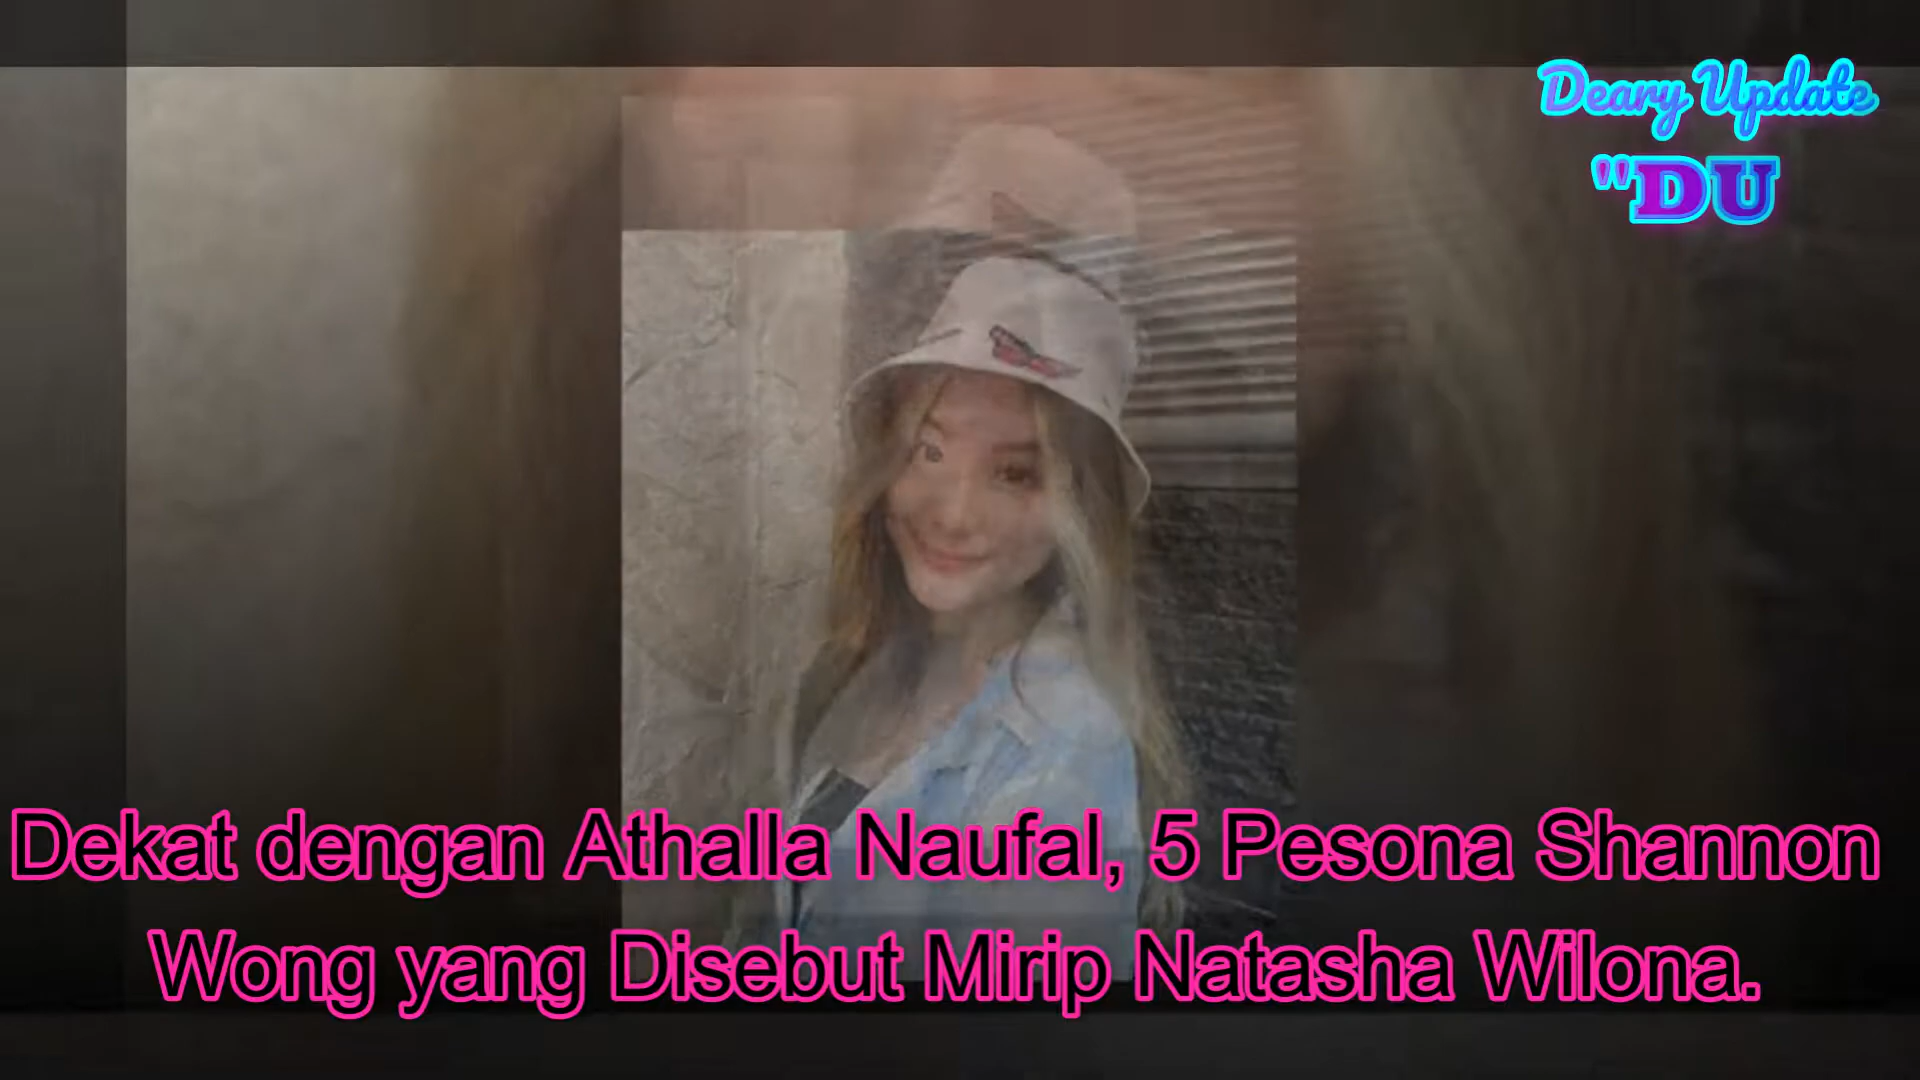 Deary Update
"DU
Dekat dengan Athalla Naufal, 5 Pesona Shannon
Wong yang Disebut Mirip Natasha Wilona.